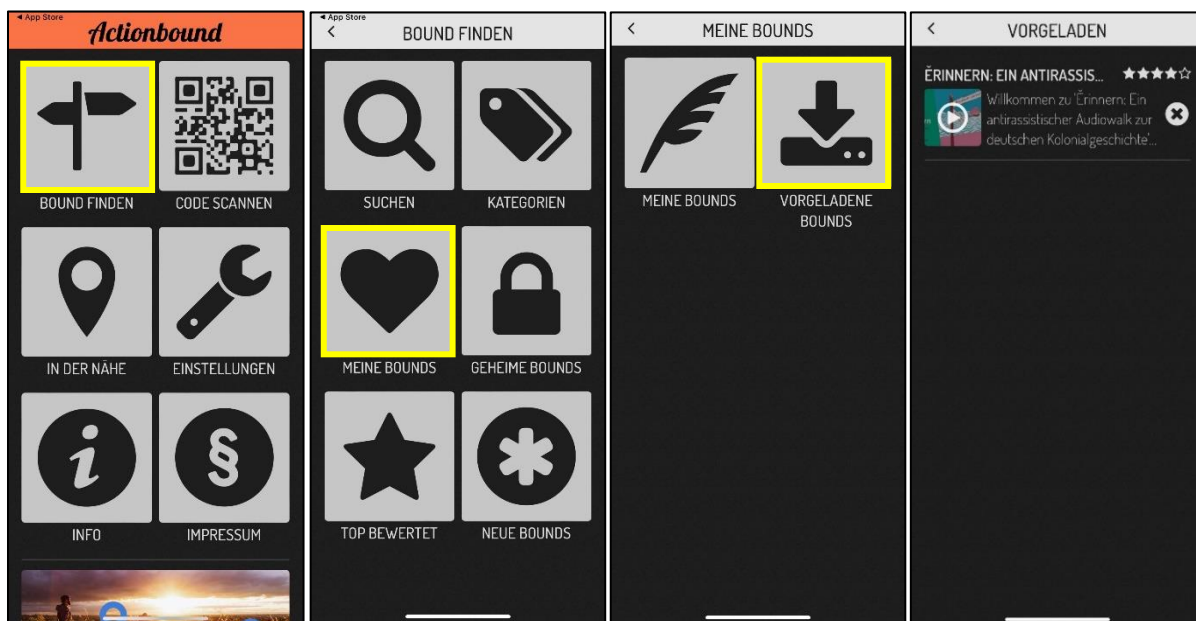 ◄ App Store
Actionbound
BOUND FINDEN
CODE SCANNEN
IN DER NÄHE
EINSTELLUNGEN
INFO
IMPRESSUM
◄ App Store
BOUND FINDEN
SUCHEN
KATEGORIEN
MEINE BOUNDS
GEHEIME BOUNDS
TOP BEWERTET
NEUE BOUNDS
MEINE BOUNDS
MEINE BOUNDS
VORGELADENE
BOUNDS
VORGELADEN
ĔRINNERN: EIN ANTIRASSIS...
Willkommen zu 'Ĕrinnern: Ein
antirassistischer Audiowalk zur
deutschen Kolonialgeschichte'...